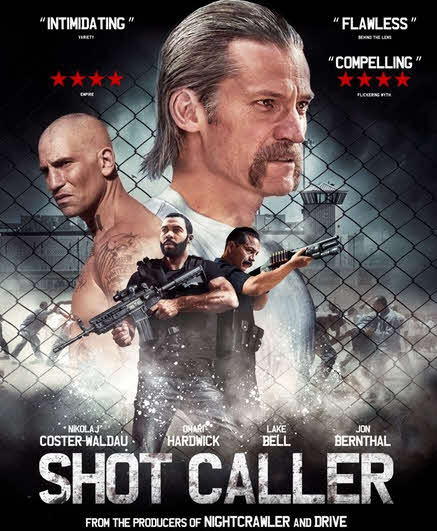 " INTIMIDATING "
VARIETY
" FLAWLESS "
BEHIND THE LENS
" COMPELLING "
EMPIRE
FLICKERING MYTH
NIKOLAJ
COSTER-WALDAU
OMARI
HARDWICK
LAKE
BELL
JON
BERNTHAL
SHOT CALLER
FROM THE PRODUCERS OF NIGHTCRAWLER AND DRIVE